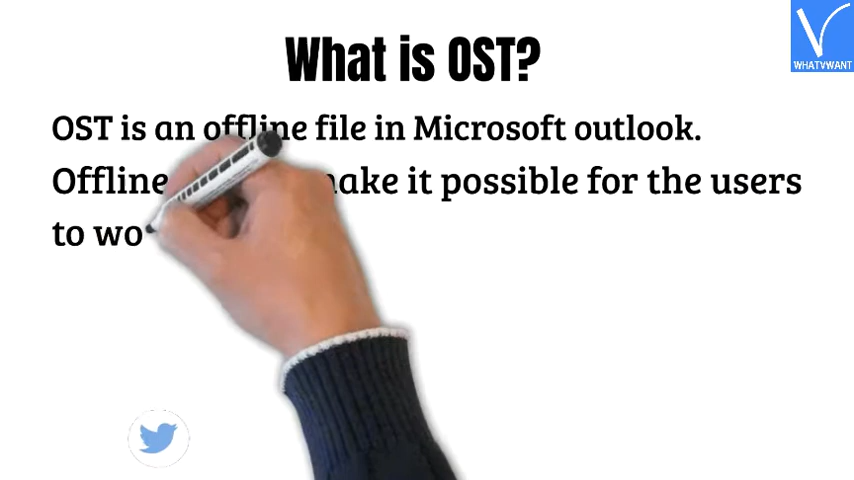 What is OST?
WHATVWANT
OST is an offline file in Microsoft outlook.
Offline make it possible for the users
to wo